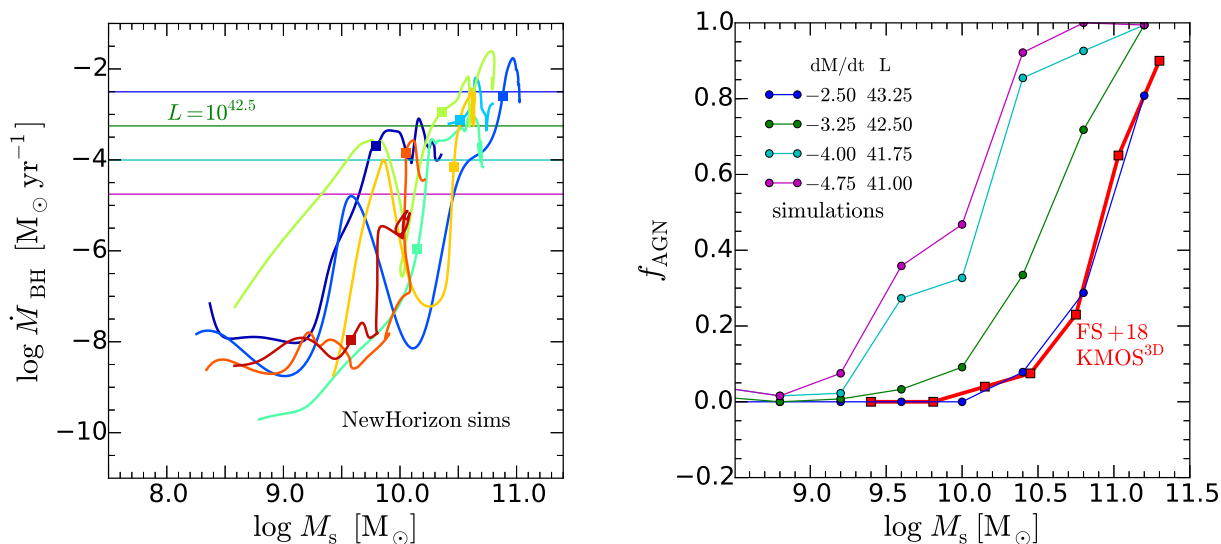 −2
−4
−6
−8
−10
8.0 9.0 10.0 11.0
log Ṁ_BH [M_⊙ yr^−1]
log M_s [M_⊙]
L = 10^42.5
NewHorizon sims
1.0
0.8
0.6
0.4
0.2
0.0
−0.2
9.0 9.5 10.0 10.5 11.0 11.5
f_AGN
log M_s [M_⊙]
dM/dt L
−2.50 43.25
−3.25 42.50
−4.00 41.75
−4.75 41.00
simulations
FS+18
KMOS^3D